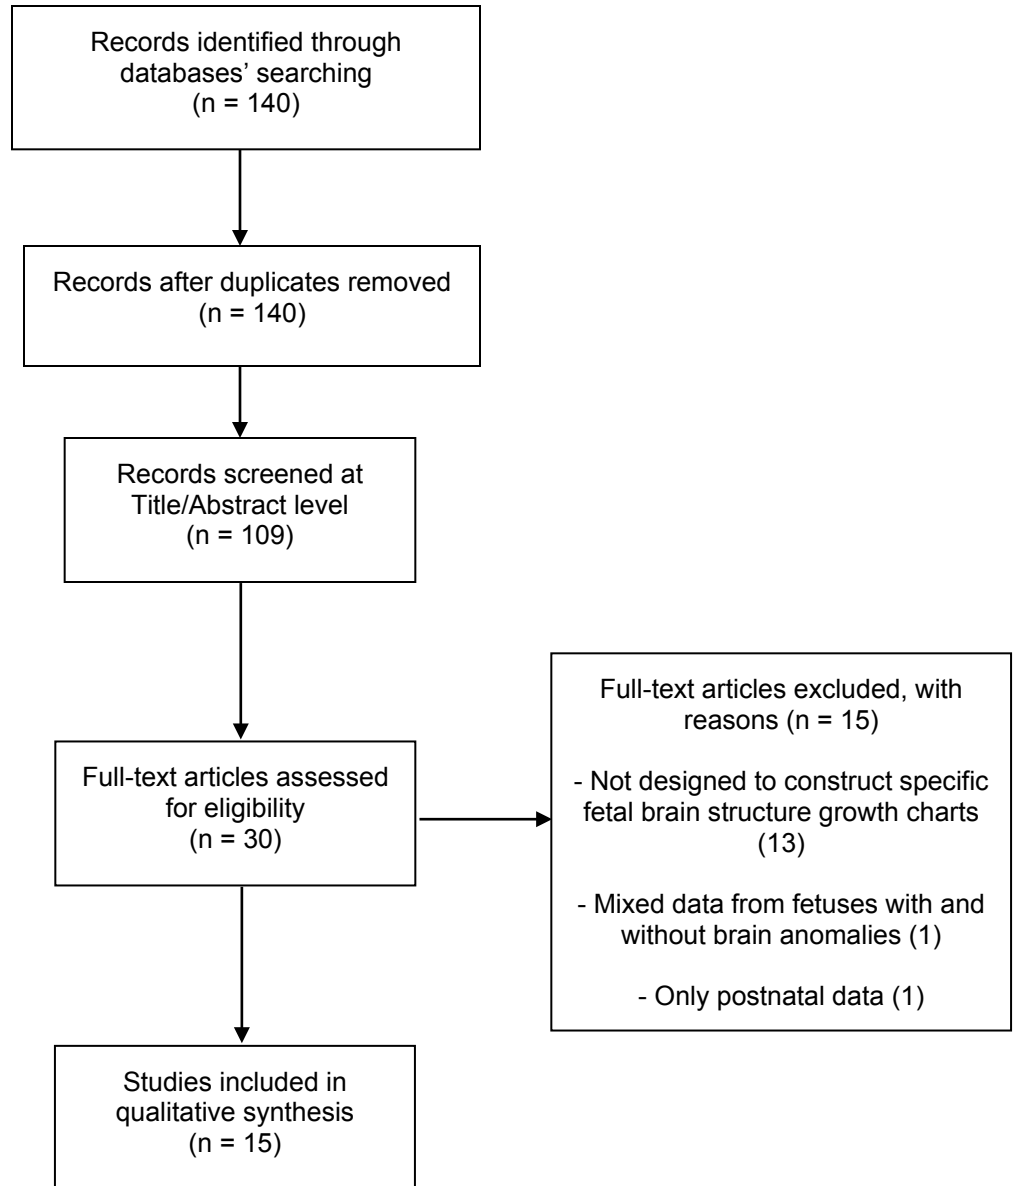 Records identified through
databases’ searching
(n = 140)
Records after duplicates removed
(n = 140)
Records screened at
Title/Abstract level
(n = 109)
Full-text articles assessed
for eligibility
(n = 30)
Full-text articles excluded, with
reasons (n = 15)
- Not designed to construct specific
fetal brain structure growth charts
(13)
- Mixed data from fetuses with and
without brain anomalies (1)
- Only postnatal data (1)
Studies included in
qualitative synthesis
(n = 15)